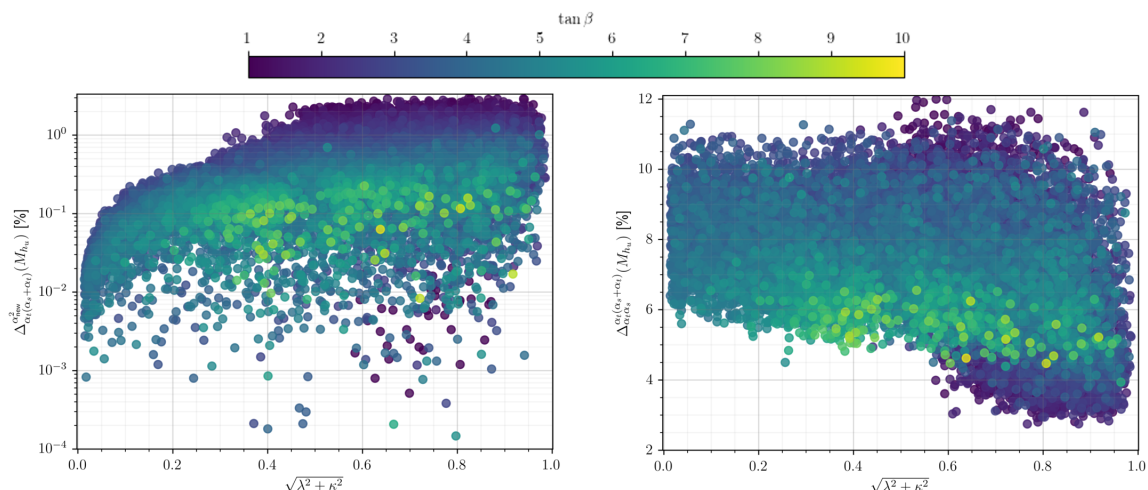 tan β
1 2 3 4 5 6 7 8 9 10
Δ^{α²_{new}}_{α_t(α_s+α_t)}(M_{h_u}) [%]
10⁰
10⁻¹
10⁻²
10⁻³
10⁻⁴
0.0 0.2 0.4 0.6 0.8 1.0
√λ² + κ²
Δ^{α_t(α_s+α_t)}_{α_tα_s}(M_{h_u}) [%]
12
10
8
6
4
2
0.0 0.2 0.4 0.6 0.8 1.0
√λ² + κ²